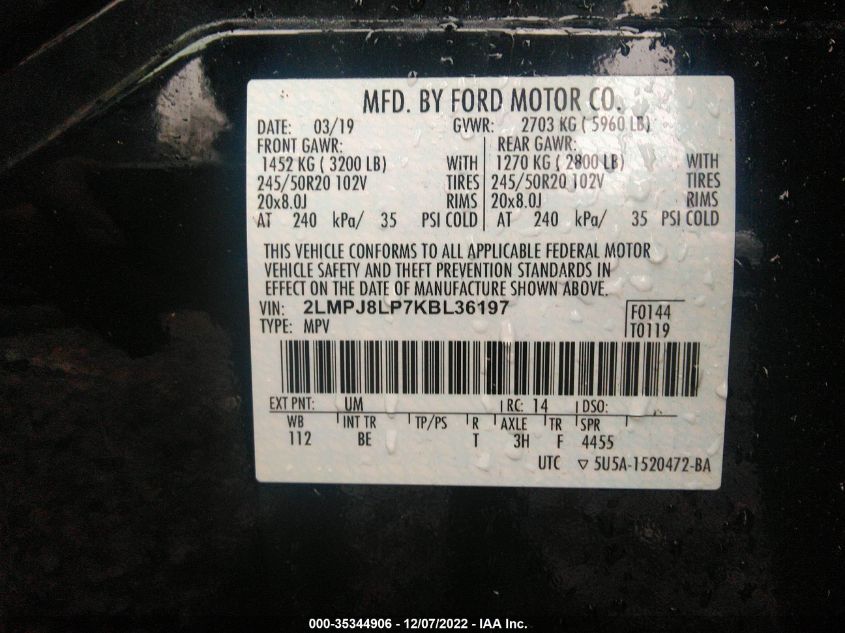 MFD. BY FORD MOTOR CO.
DATE: 03/19 GVWR: 2703 KG ( 5960 LB)
FRONT GAWR: REAR GAWR:
1452 KG ( 3200 LB) WITH 1270 KG ( 2800 LB) WITH
245/50R20 102V TIRES 245/50R20 102V TIRES
20x8.0J RIMS 20x8.0J RIMS
AT 240 kPa/ 35 PSI COLD AT 240 kPa/ 35 PSI COLD
THIS VEHICLE CONFORMS TO ALL APPLICABLE FEDERAL MOTOR
VEHICLE SAFETY AND THEFT PREVENTION STANDARDS IN
EFFECT ON THE DATE OF MANUFACTURE SHOWN ABOVE.
VIN: 2LMPJ8LP7KBL36197 F0144
TYPE: MPV T0119
EXT PNT: UM RC: 14 DSO:
WB INT TR TP/PS R AXLE TR SPR
112 BE T 3H F 4455
UTC ▽ 5U5A-1520472-BA
000-35344906 - 12/07/2022 - IAA Inc.